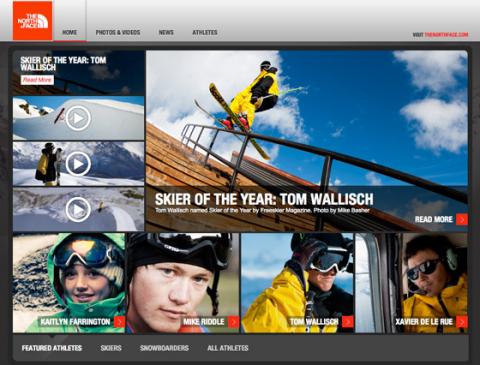 THE
NORTH
FACE
HOME
PHOTOS & VIDEOS
NEWS
ATHLETES
VISIT THENORTHFACE.COM
SKIER OF THE YEAR: TOM
WALLISCH
Read More
SKIER OF THE YEAR: TOM WALLISCH
Tom Wallisch named Skier of the Year by Freeskier Magazine. Photo by Mike Basher
READ MORE
KAITLYN FARRINGTON
MIKE RIDDLE
TOM WALLISCH
XAVIER DE LE RUE
FEATURED ATHLETES
SKIERS
SNOWBOARDERS
ALL ATHLETES